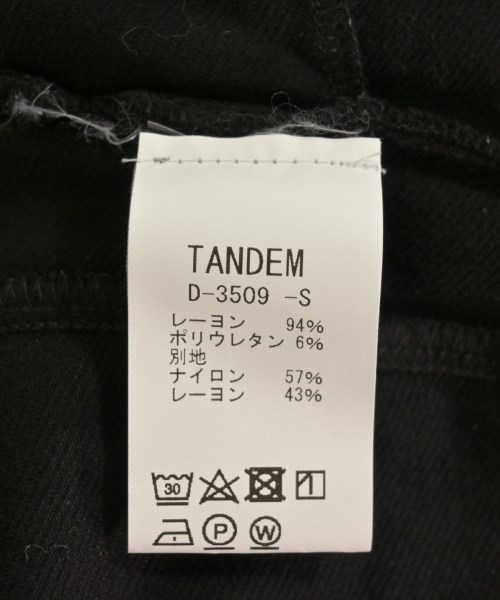 TANDEM
D-3509 -S
レーヨン 94%
ポリウレタン 6%
別地
ナイロン 57%
レーヨン 43%
30
P W